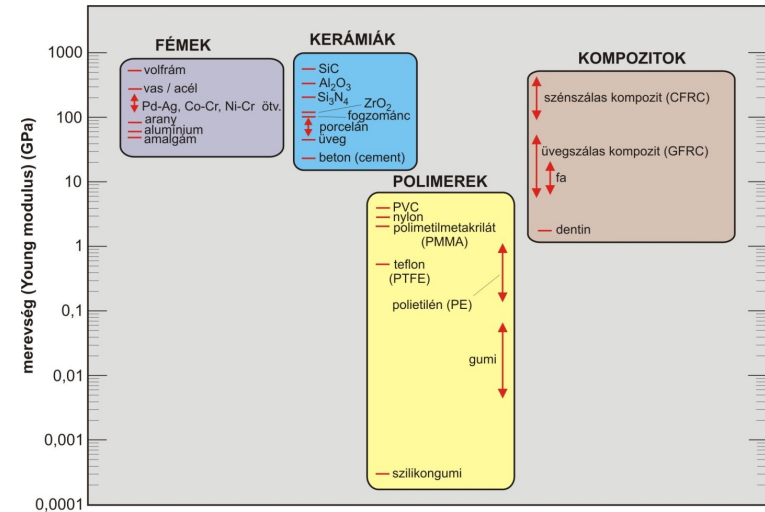 merevség (Young modulus) (GPa)
1000
100
10
1
0,1
0,01
0,001
0,0001
FÉMEK
volfrám
vas / acél
Pd-Ag, Co-Cr, Ni-Cr ötv.
arany
alumínium
amalgám
KERÁMIÁK
SiC
Al2O3
Si3N4
ZrO2
fogzománc
porcelán
üveg
beton (cement)
POLIMEREK
PVC
nylon
polimetilmetakrilát
(PMMA)
teflon
(PTFE)
polietilén (PE)
gumi
szilikongumi
KOMPOZITOK
szénszálas kompozit (CFRC)
üvegszálas kompozit (GFRC)
fa
dentin